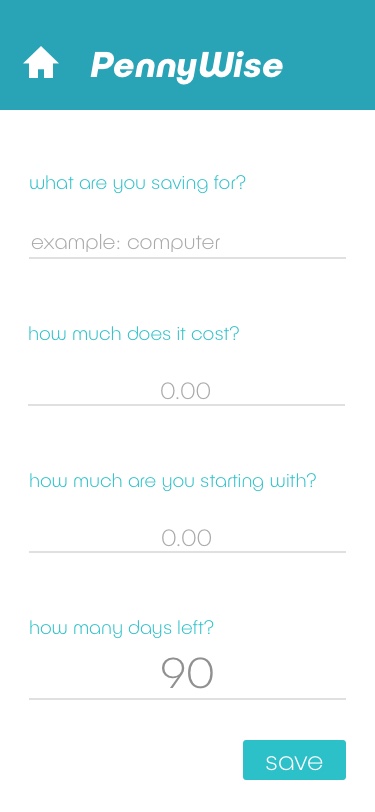 PennyWise
what are you saving for?
example: computer
how much does it cost?
0.00
how much are you starting with?
0.00
how many days left?
90
save